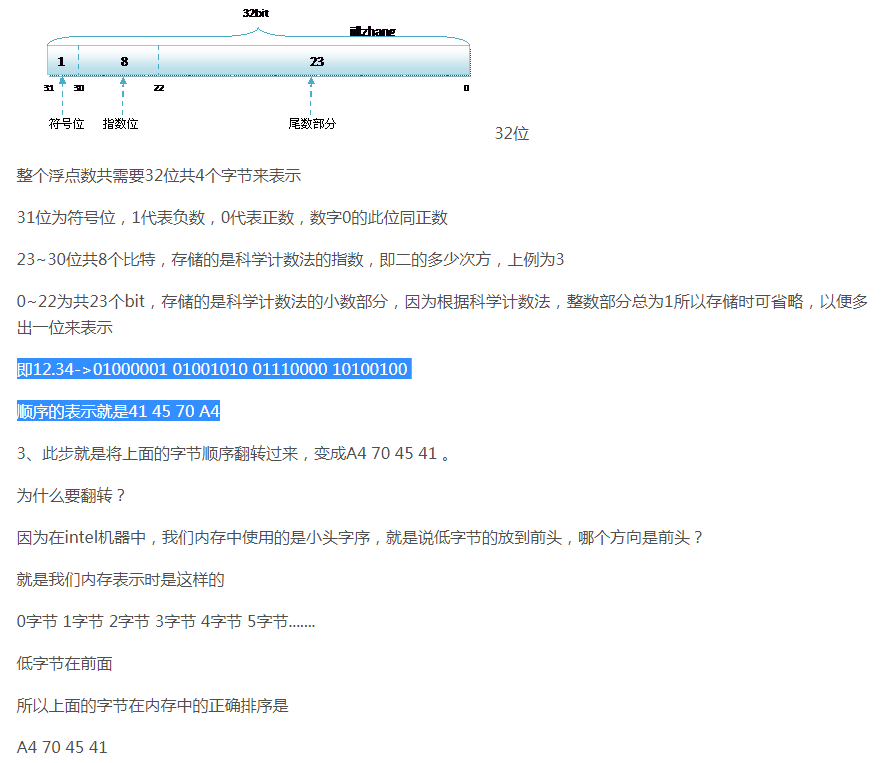 32bit
1 8 23
31 30 22 0
符号位 指数位 尾数部分
32位
整个浮点数共需要32位共4个字节来表示
31位为符号位，1代表负数，0代表正数，数字0的此位同正数
23~30位共8个比特，存储的是科学计数法的指数，即二的多少次方，上例为3
0~22为共23个bit，存储的是科学计数法的小数部分，因为根据科学计数法，整数部分总为1所以存储时可省略，以便多
出一位来表示
即12.34->01000001 01001010 01110000 10100100
顺序的表示就是41 45 70 A4
3、此步就是将上面的字节顺序翻转过来，变成A4 70 45 41 。
为什么要翻转？
因为在intel机器中，我们内存中使用的是小头字序，就是说低字节的放到前头，哪个方向是前头？
就是我们内存表示时是这样的
0字节 1字节 2字节 3字节 4字节 5字节.......
低字节在前面
所以上面的字节在内存中的正确排序是
A4 70 45 41